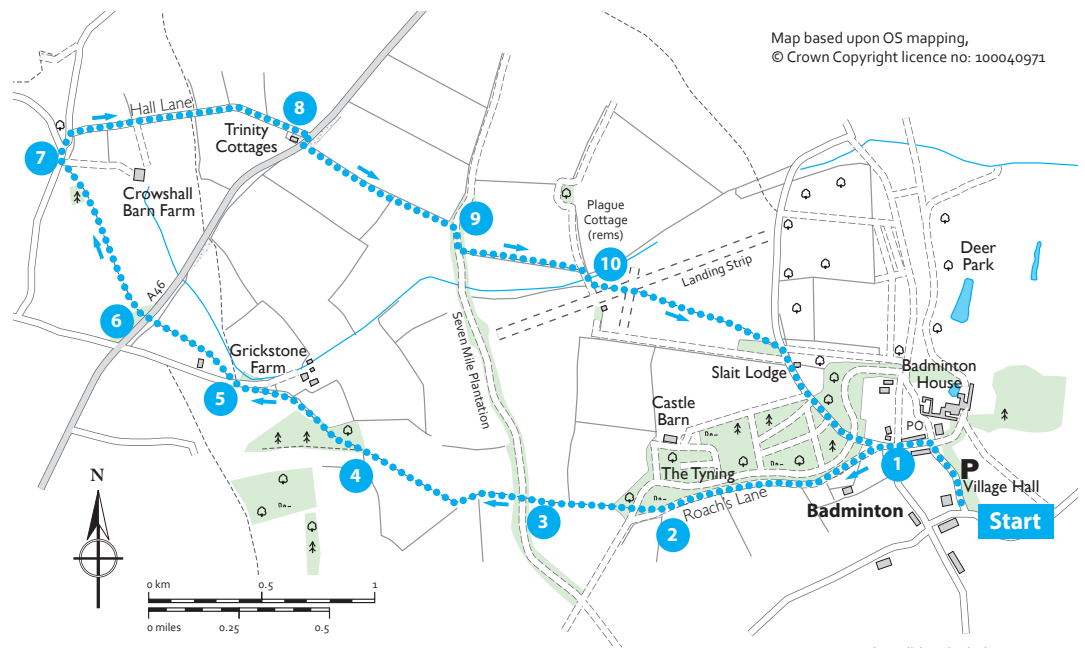 Map based upon OS mapping,
© Crown Copyright licence no: 100040971
Hall Lane
8
Trinity
Cottages
7
Crowshall
Barn Farm
9
Plague
Cottage
(rems)
10
Landing Strip
Deer
Park
A46
6
Seven Mile Plantation
Grickstone
Farm
5
Slait Lodge
Badminton
House
Castle
Barn
PO
1
P
Village Hall
4
The Tyning
Roach's Lane
Badminton
Start
3
2
N
0 km
0.5
1
0 miles
0.25
0.5